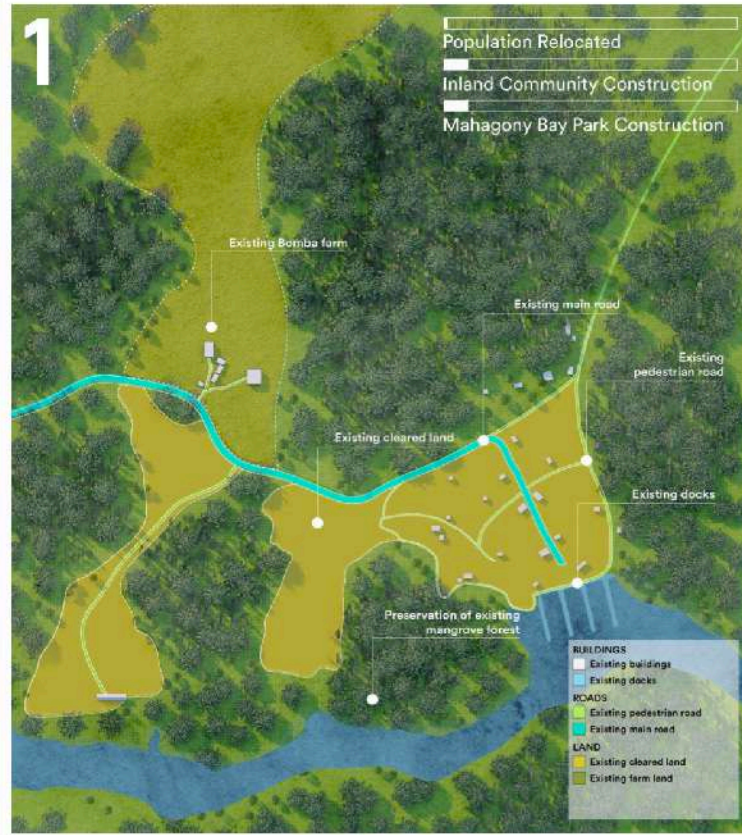 1
Population Relocated
Inland Community Construction
Mahagony Bay Park Construction
Existing Bomba farm
Existing main road
Existing
pedestrian road
Existing cleared land
Existing docks
Preservation of existing
mangrove forest
BUILDINGS
Existing buildings
Existing docks
ROADS
Existing pedestrian road
Existing main road
LAND
Existing cleared land
Existing farm land